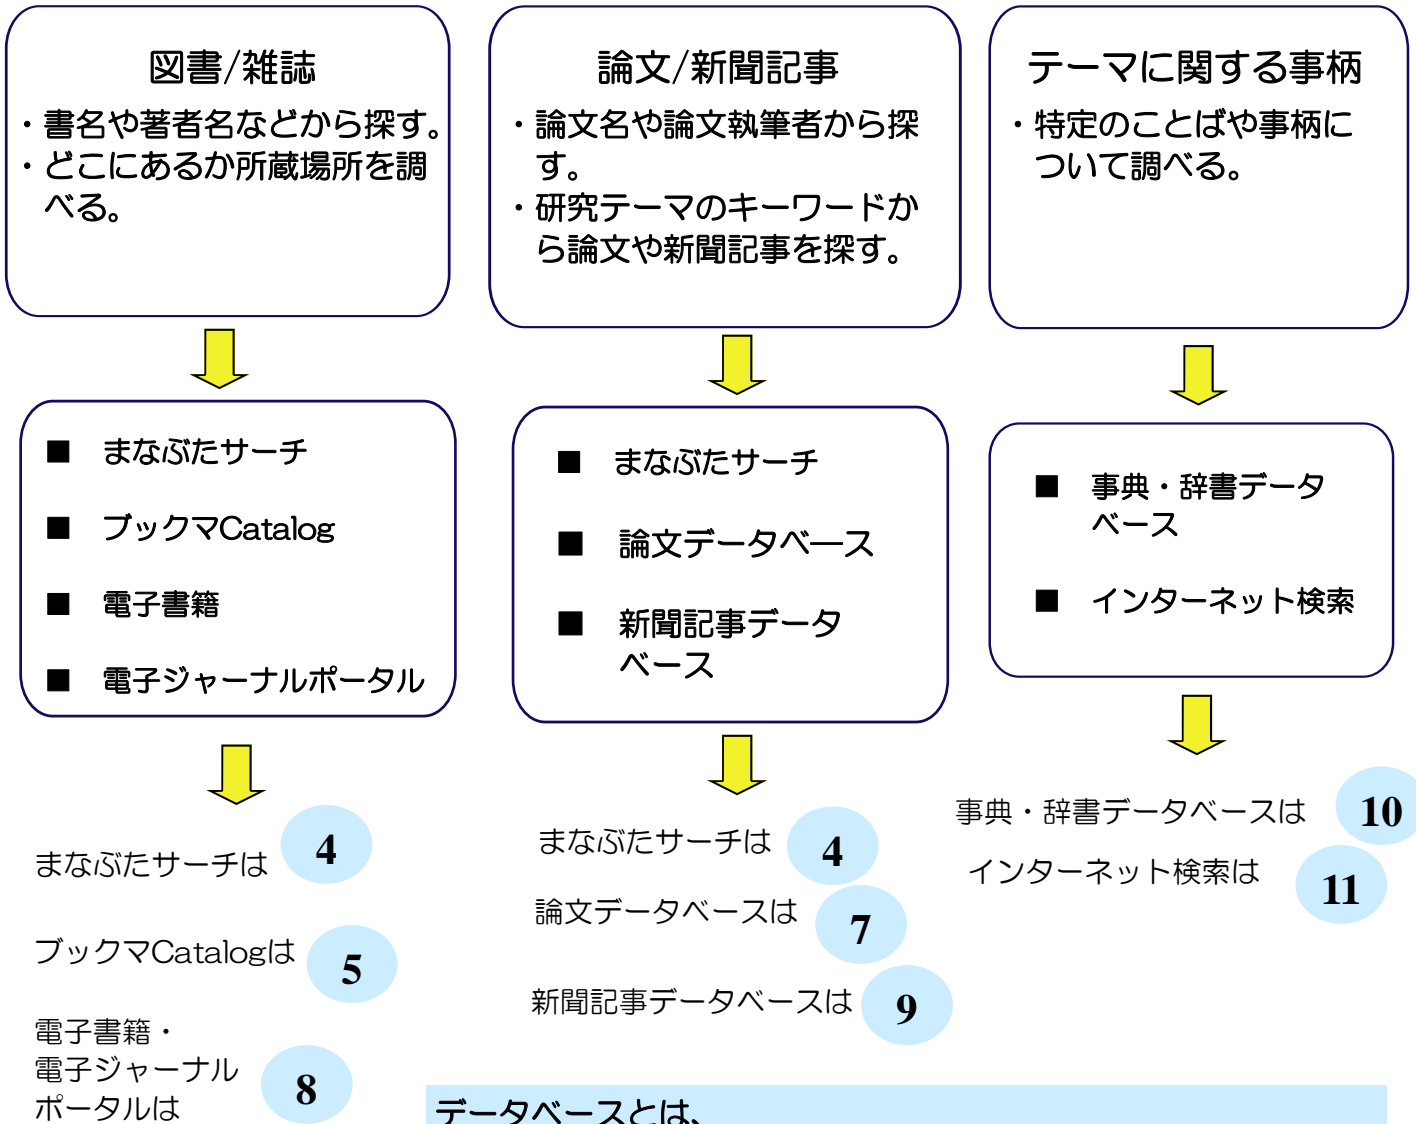 図書/雑誌
・書名や著者名などから探す。
・どこにあるか所蔵場所を調
べる。
論文/新聞記事
・論文名や論文執筆者から探
す。
・研究テーマのキーワードか
ら論文や新聞記事を探す。
テーマに関する事柄
・特定のことばや事柄に
ついて調べる。
■ まなぶたサーチ
■ ブックマCatalog
■ 電子書籍
■ 電子ジャーナルポータル
■ まなぶたサーチ
■ 論文データベース
■ 新聞記事データ
ベース
■ 事典・辞書データ
ベース
■ インターネット検索
まなぶたサーチは 4
ブックマCatalogは 5
電子書籍・
電子ジャーナル
ポータルは 8
まなぶたサーチは 4
論文データベースは 7
新聞記事データベースは 9
事典・辞書データベースは 10
インターネット検索は 11
データベースとは、